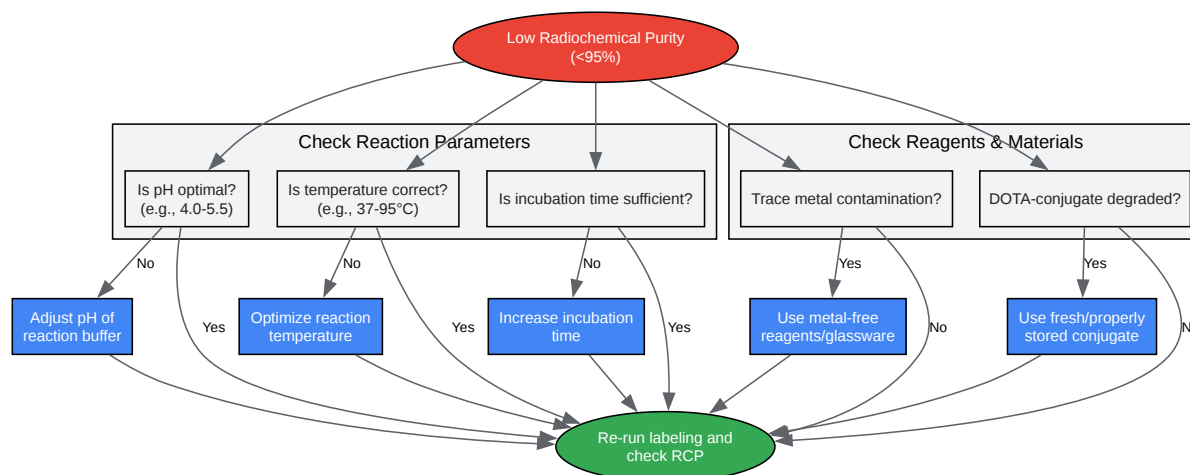 Low Radiochemical Purity
(<95%)
Check Reaction Parameters
Check Reagents & Materials
Is pH optimal?
(e.g., 4.0-5.5)
Is temperature correct?
(e.g., 37-95°C)
Is incubation time sufficient?
Trace metal contamination?
DOTA-conjugate degraded?
No
No
No
Yes
Yes
Adjust pH of
reaction buffer
Yes
Optimize reaction
temperature
Yes
Increase incubation
time
Yes
Use metal-free
reagents/glassware
No
Use fresh/properly
stored conjugate
Re-run labeling and
check RCP